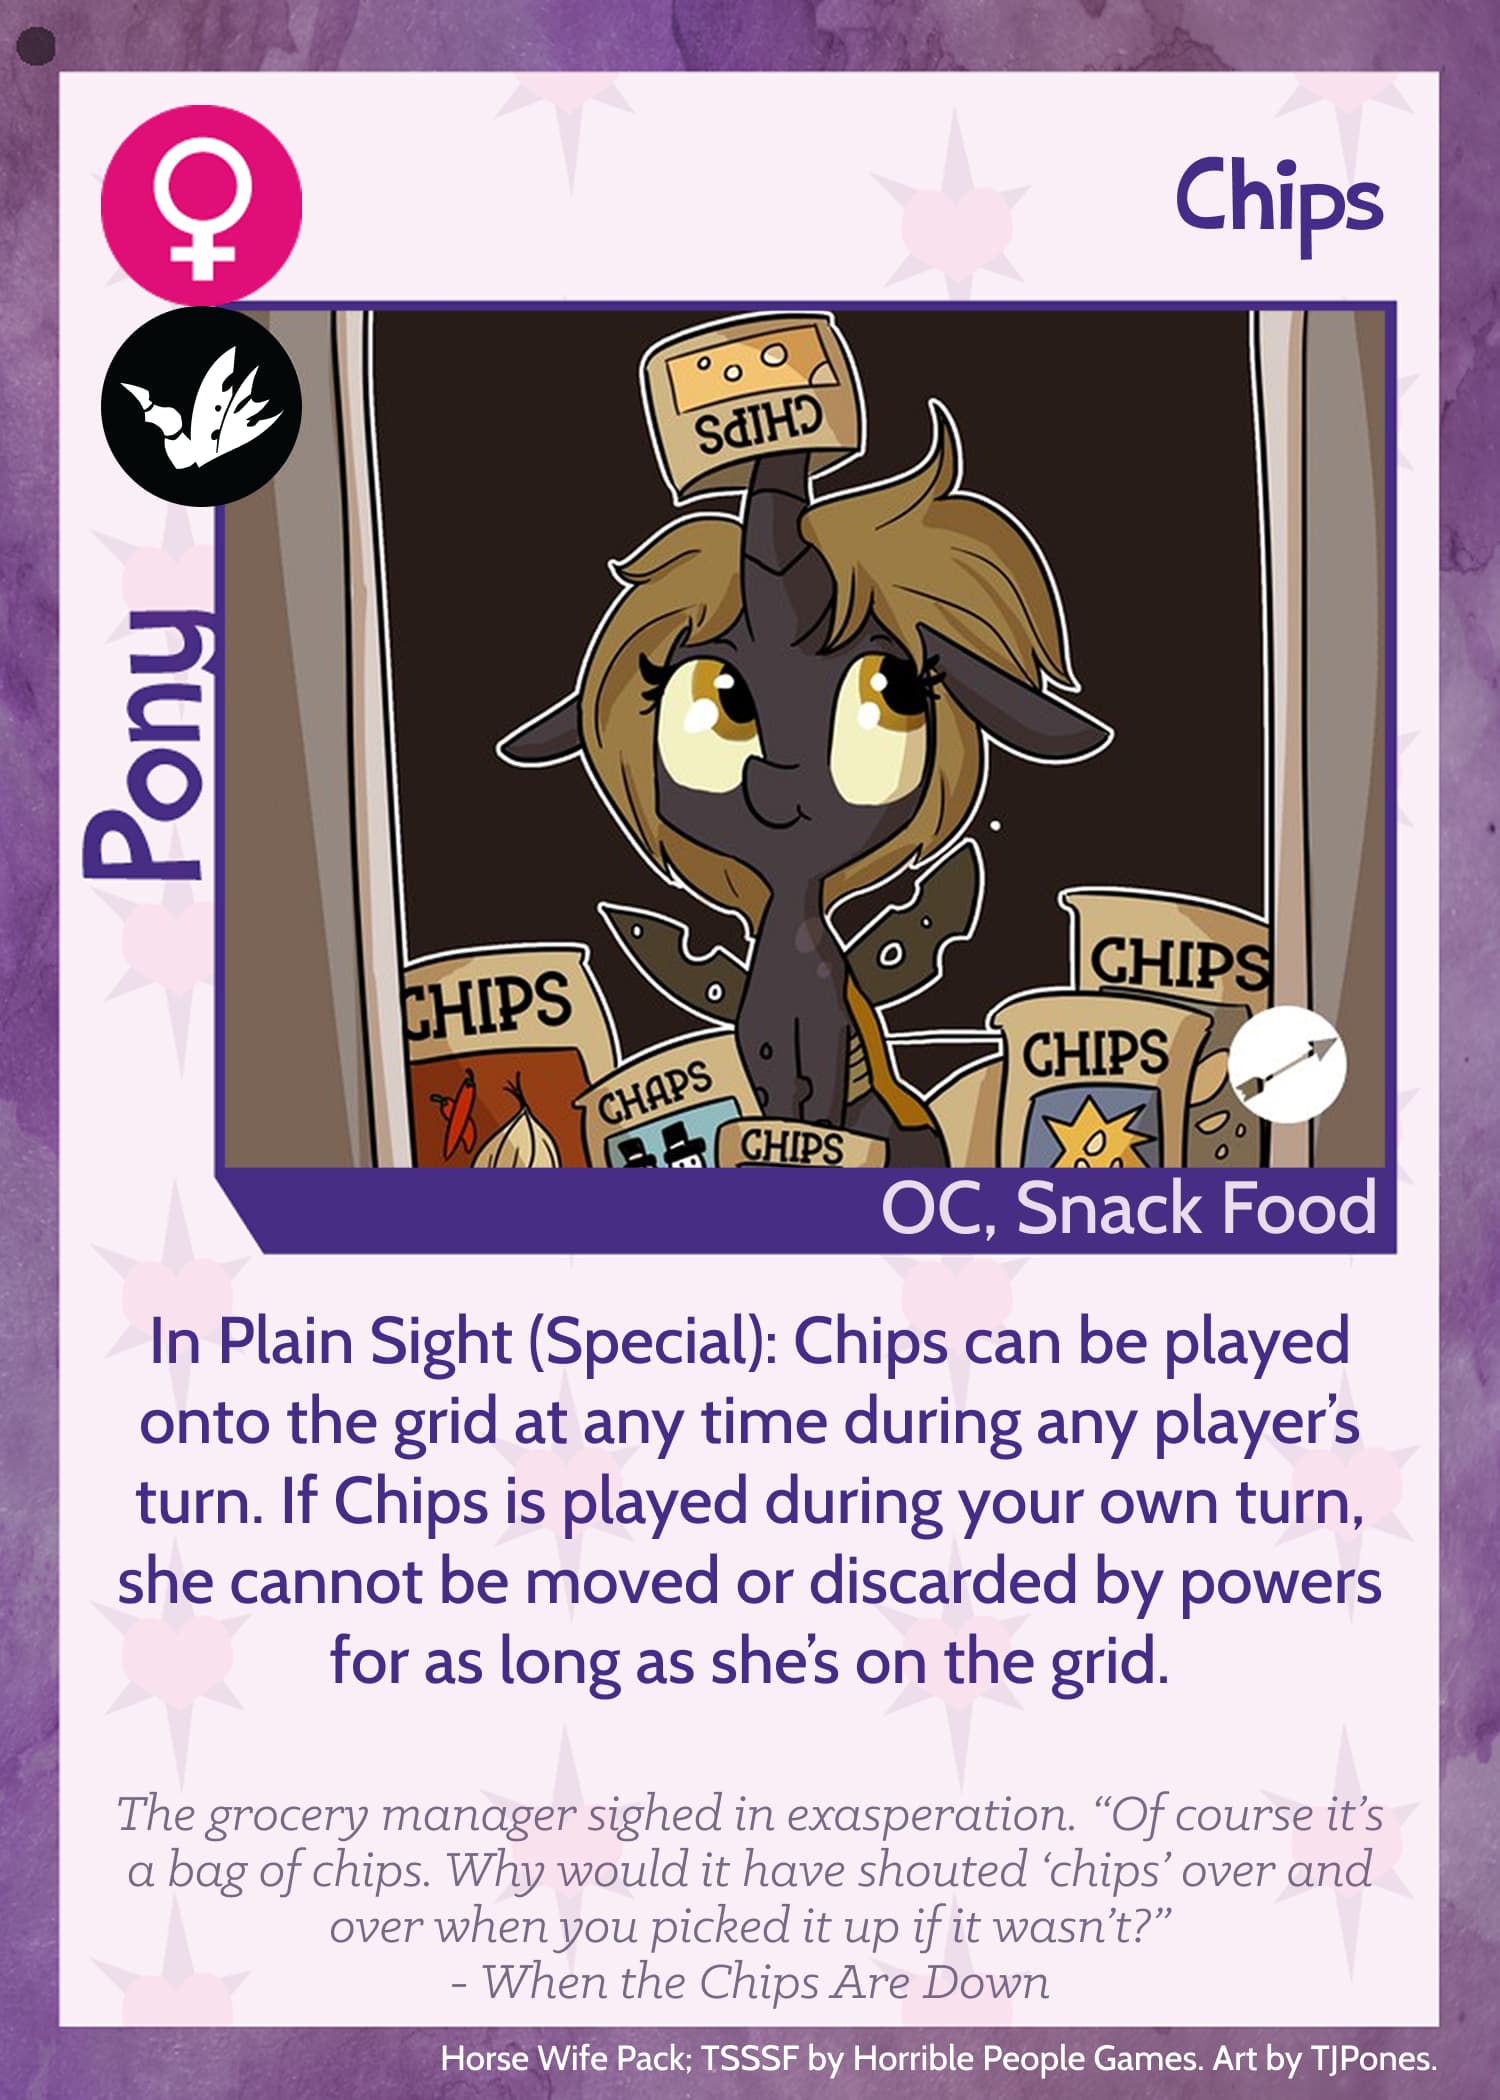 Chips
Pony
CHIPS
CHIPS
CHIPS
CHAPS
CHIPS
CHIPS
OC, Snack Food
In Plain Sight (Special): Chips can be played
onto the grid at any time during any player’s
turn. If Chips is played during your own turn,
she cannot be moved or discarded by powers
for as long as she’s on the grid.
The grocery manager sighed in exasperation. “Of course it’s
a bag of chips. Why would it have shouted ‘chips’ over and
over when you picked it up if it wasn’t?”
- When the Chips Are Down
Horse Wife Pack; TSSSF by Horrible People Games. Art by TJPones.